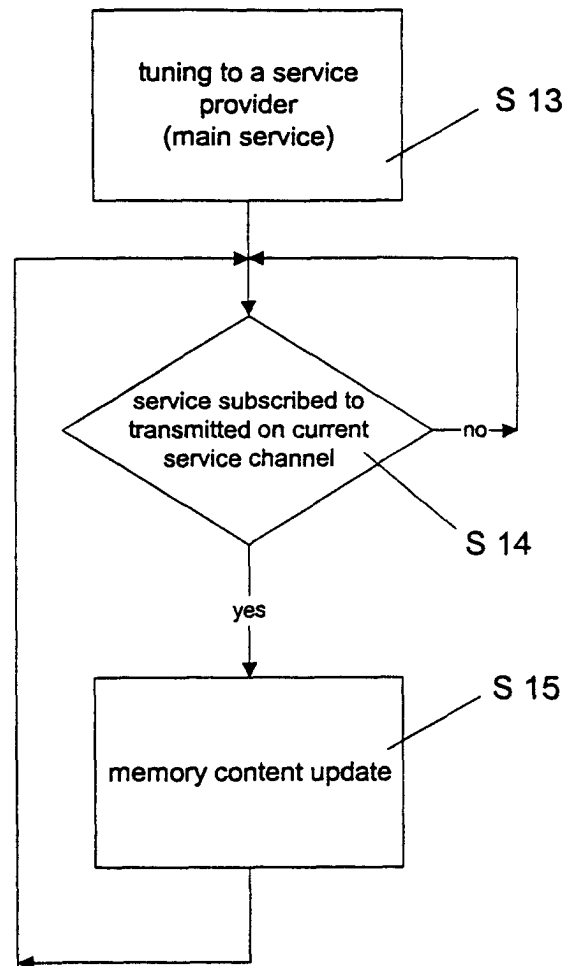 tuning to a service
provider
(main service)
S 13
service subscribed to
transmitted on current
service channel
no
S 14
yes
S 15
memory content update